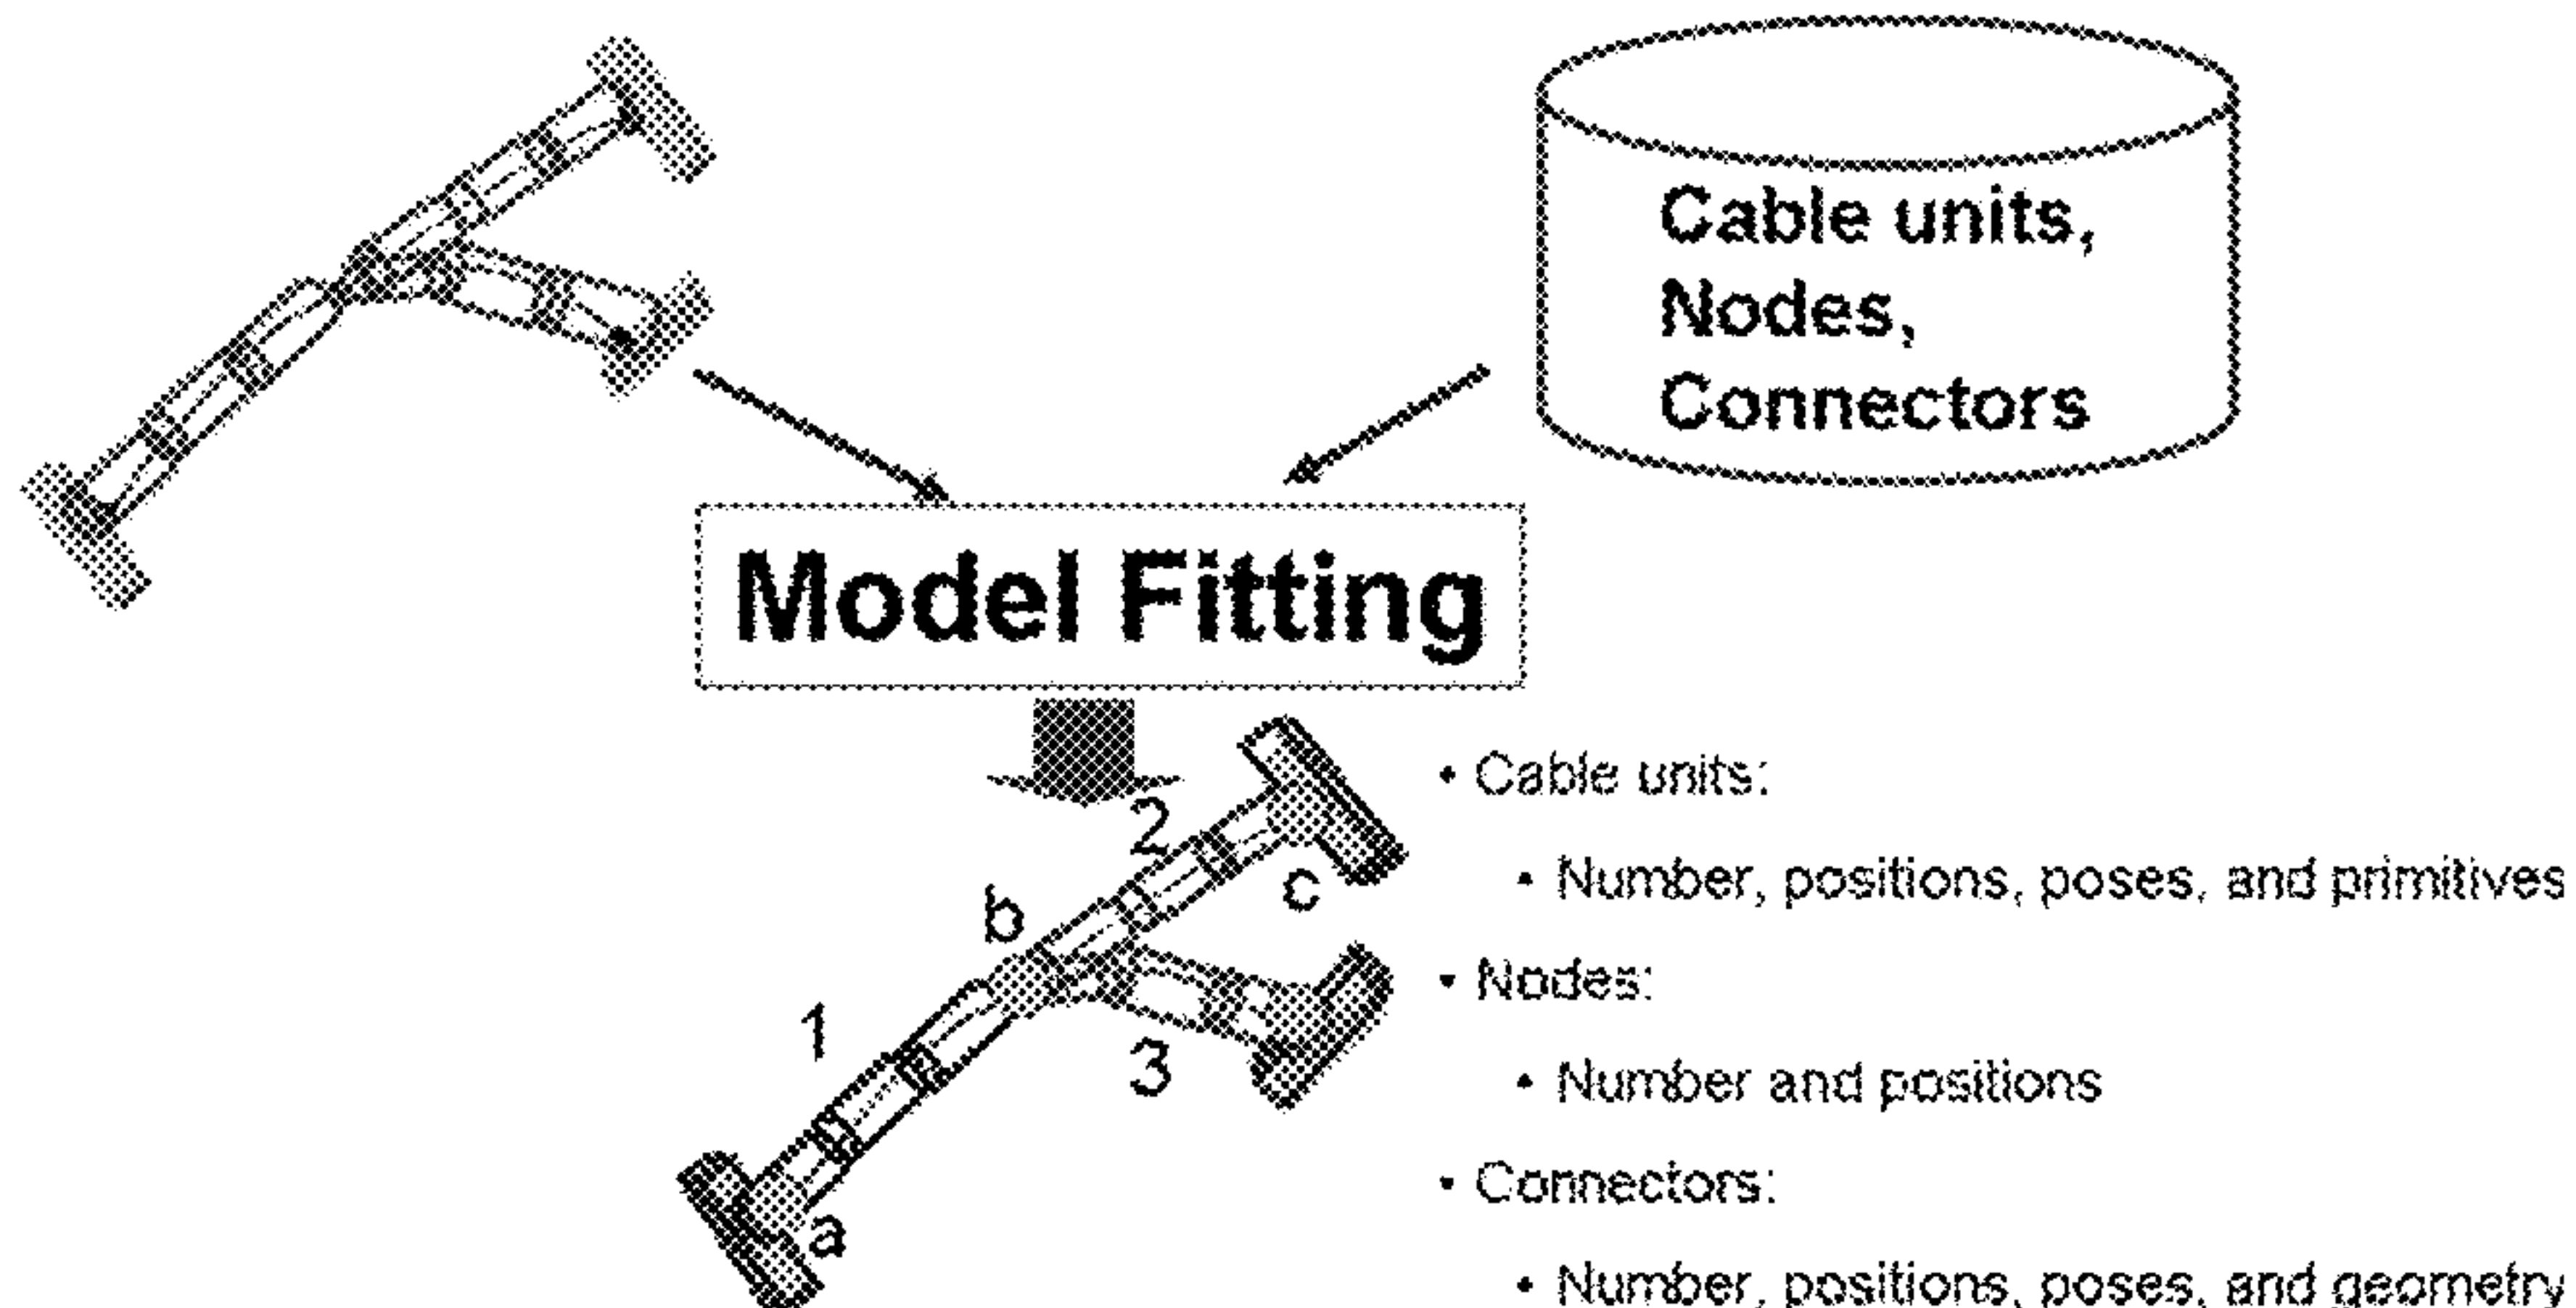 Cable units,
Nodes,
Connectors
Model Fitting
2
c
b
1
3
a
• Cable units:
• Number, positions, poses, and primitives
• Nodes:
• Number and positions
• Connectors:
• Number, positions, poses, and geometry